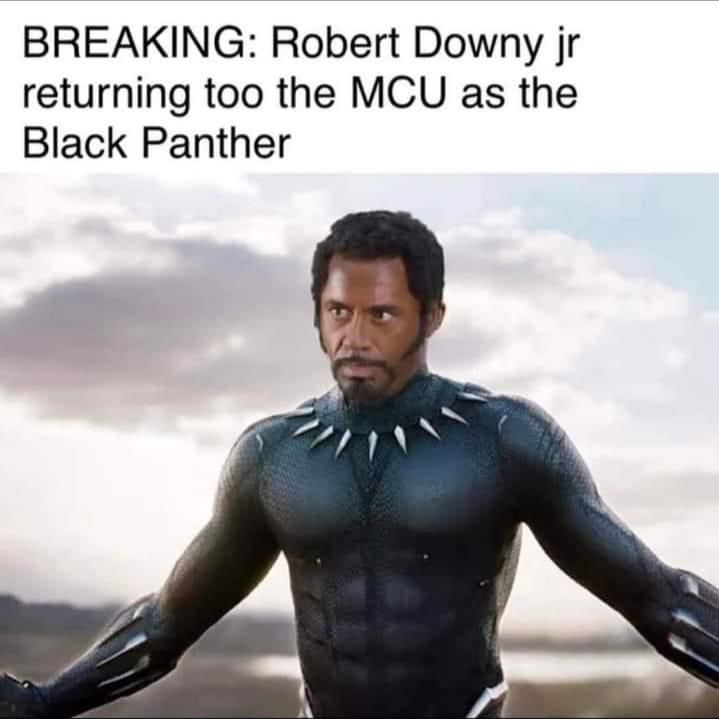 BREAKING: Robert Downy jr
returning too the MCU as the
Black Panther